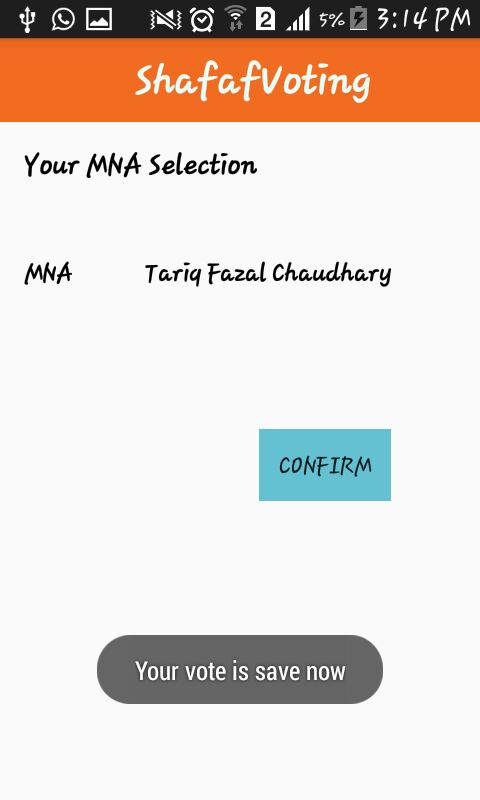 2 5% 3:14 PM
ShafafVoting
Your MNA Selection
MNA Tariq Fazal Chaudhary
CONFIRM
Your vote is save now